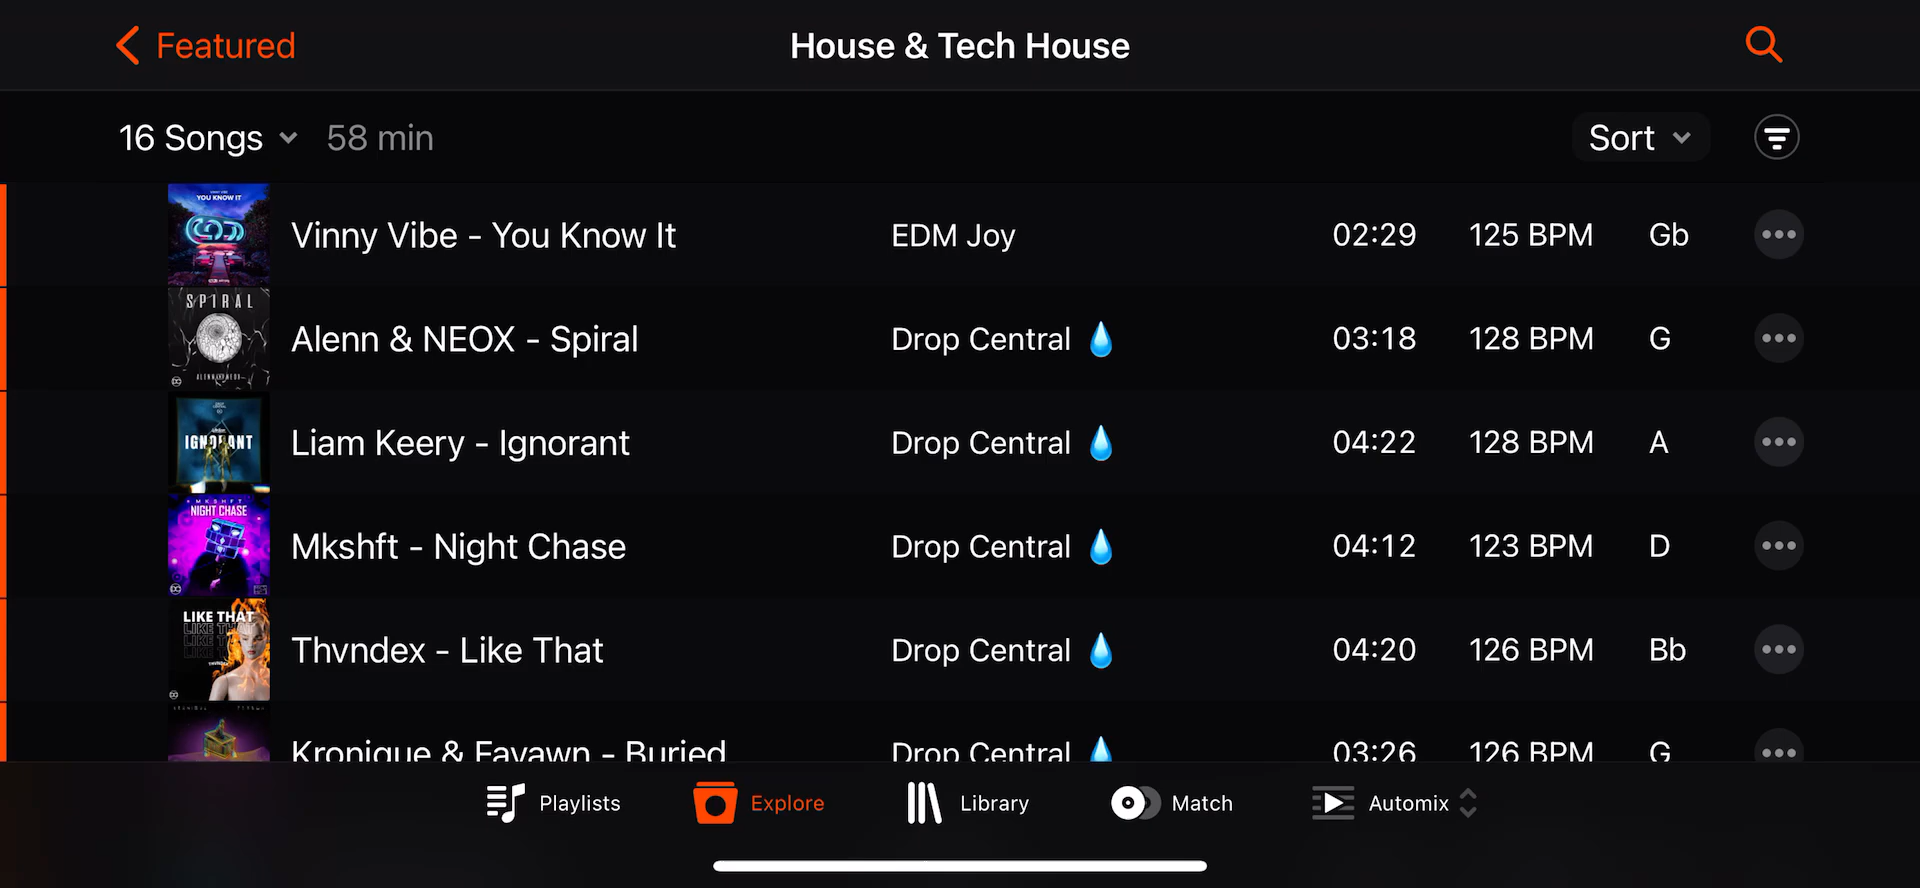 Featured
House & Tech House
16 Songs 58 min
Sort
YOU KNOW IT
Vinny Vibe - You Know It EDM Joy 02:29 125 BPM Gb
SPIRAL
Alenn & NEOX - Spiral Drop Central 03:18 128 BPM G
IGNORANT
Liam Keery - Ignorant Drop Central 04:22 128 BPM A
MKSHFT
NIGHT CHASE
Mkshft - Night Chase Drop Central 04:12 123 BPM D
LIKE THAT
LIKE THAT
Thvndex - Like That Drop Central 04:20 126 BPM Bb
Kronique & Favawn - Buried Drop Central 03:26 126 BPM G
Playlists Explore Library Match Automix